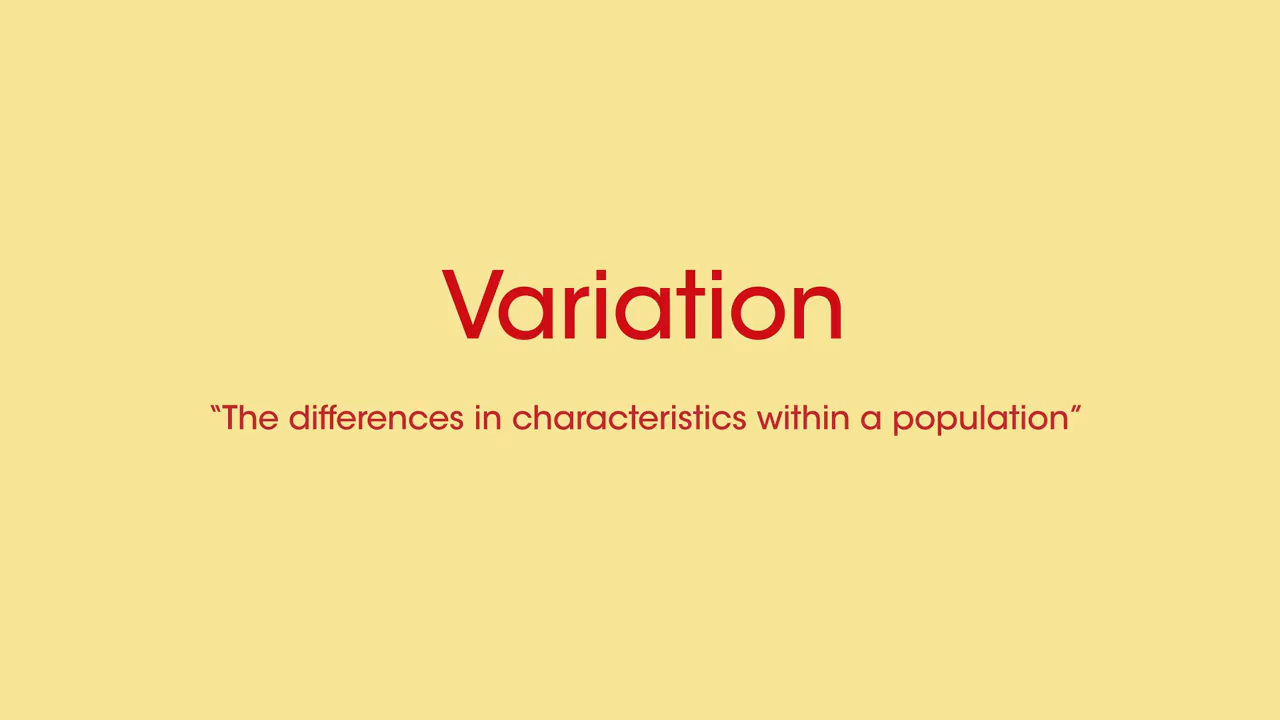 Variation
“The differences in characteristics within a population”